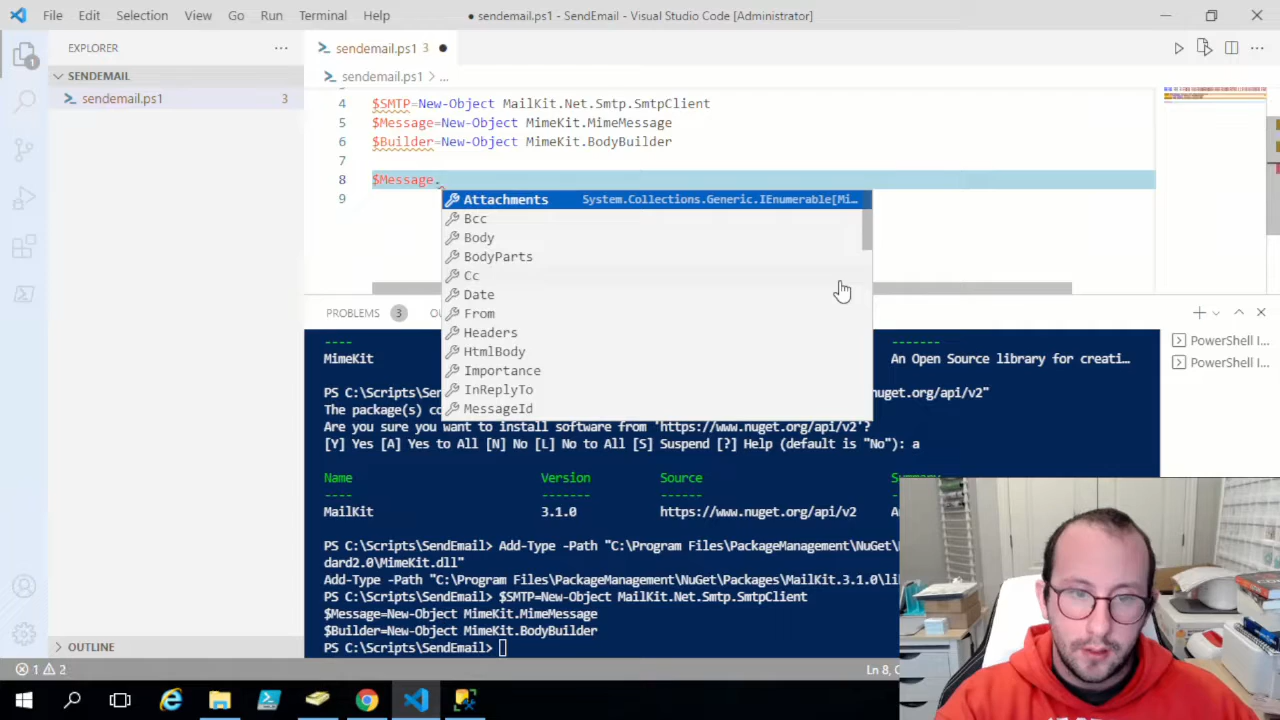 File Edit Selection View Go Run Terminal Help
● sendemail.ps1 - SendEmail - Visual Studio Code [Administrator]
EXPLORER
sendemail.ps1 3 ●
SENDEMAIL
sendemail.ps1 > ...
sendemail.ps1 3
4 $SMTP=New-Object MailKit.Net.Smtp.SmtpClient
5 $Message=New-Object MimeKit.MimeMessage
6 $Builder=New-Object MimeKit.BodyBuilder
7
8 $Message.
9
Attachments System.Collections.Generic.IEnumerable[Mi…
Bcc
Body
BodyParts
Cc
Date
From
Headers
HtmlBody
Importance
InReplyTo
MessageId
PROBLEMS 3 OU
PowerShell I...
PowerShell I...
---- -------
MimeKit An Open Source library for creati…
PS C:\Scripts\SendE nuget.org/api/v2"
The package(s) co
Are you sure you want to install software from 'https://www.nuget.org/api/v2'?
[Y] Yes [A] Yes to All [N] No [L] No to All [S] Suspend [?] Help (default is "No"): a
Name Version Source Summary
---- ------- ------
MailKit 3.1.0 https://www.nuget.org/api/v2 A
PS C:\Scripts\SendEmail> Add-Type -Path "C:\Program Files\PackageManagement\NuGet\
dard2.0\MimeKit.dll"
Add-Type -Path "C:\Program Files\PackageManagement\NuGet\Packages\MailKit.3.1.0\li
PS C:\Scripts\SendEmail> $SMTP=New-Object MailKit.Net.Smtp.SmtpClient
$Message=New-Object MimeKit.MimeMessage
$Builder=New-Object MimeKit.BodyBuilder
PS C:\Scripts\SendEmail>
OUTLINE
1 2
Ln 8,